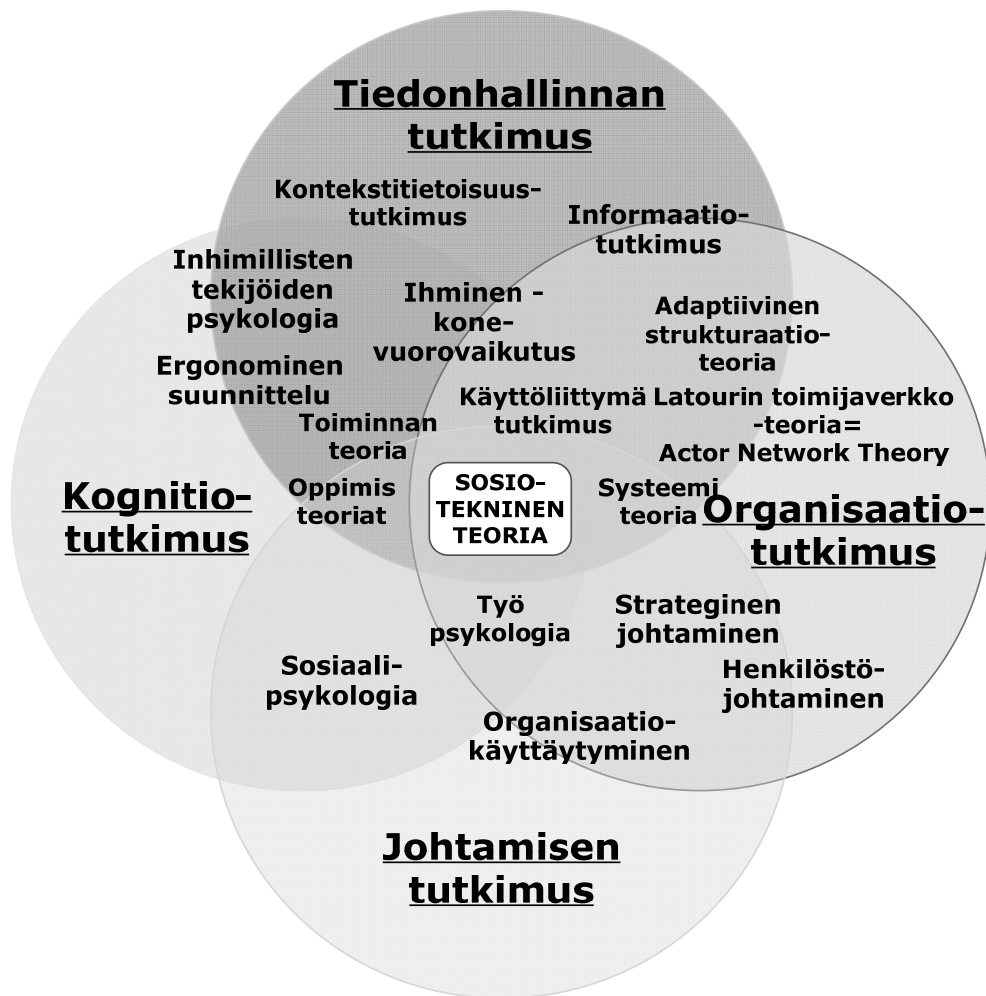 Tiedonhallinnan
tutkimus
Kontekstitietoisuus-
tutkimus
Informaatio-
tutkimus
Inhimillisten
tekijöiden
psykologia
Ihminen -
kone-
vuorovaikutus
Adaptiivinen
strukturaatio-
teoria
Ergonominen
suunnittelu
Käyttöliittymä
tutkimus
Latourin toimijaverkko
-teoria=
Actor Network Theory
Toiminnan
teoria
Kognitio-
tutkimus
Oppimis
teoriat
SOSIO-
TEKNINEN
TEORIA
Systeemi
teoria
Organisaatio-
tutkimus
Työ
psykologia
Strateginen
johtaminen
Sosiaali-
psykologia
Henkilöstö-
johtaminen
Organisaatio-
käyttäytyminen
Johtamisen
tutkimus